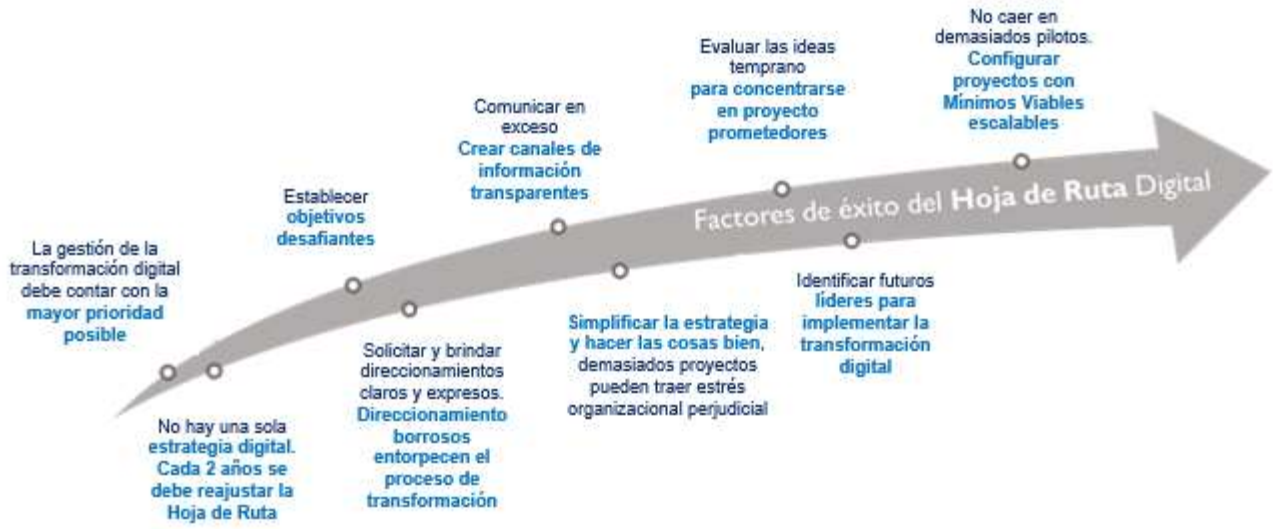 La gestión de la
transformación digital
debe contar con la
mayor prioridad
posible
No hay una sola
estrategia digital.
Cada 2 años se
debe reajustar la
Hoja de Ruta
Establecer
objetivos
desafiantes
Solicitar y brindar
direccionamientos
claros y expresos.
Direccionamiento
borrosos
entorpecen el
proceso de
transformación
Comunicar en
exceso
Crear canales de
información
transparentes
Simplificar la estrategia
y hacer las cosas bien,
demasiados proyectos
pueden traer estrés
organizacional perjudicial
Evaluar las ideas
temprano
para concentrarse
en proyecto
prometedores
Identificar futuros
líderes para
implementar la
transformación
digital
No caer en
demasiados pilotos.
Configurar
proyectos con
Mínimos Viables
escalables
Factores de éxito del Hoja de Ruta Digital